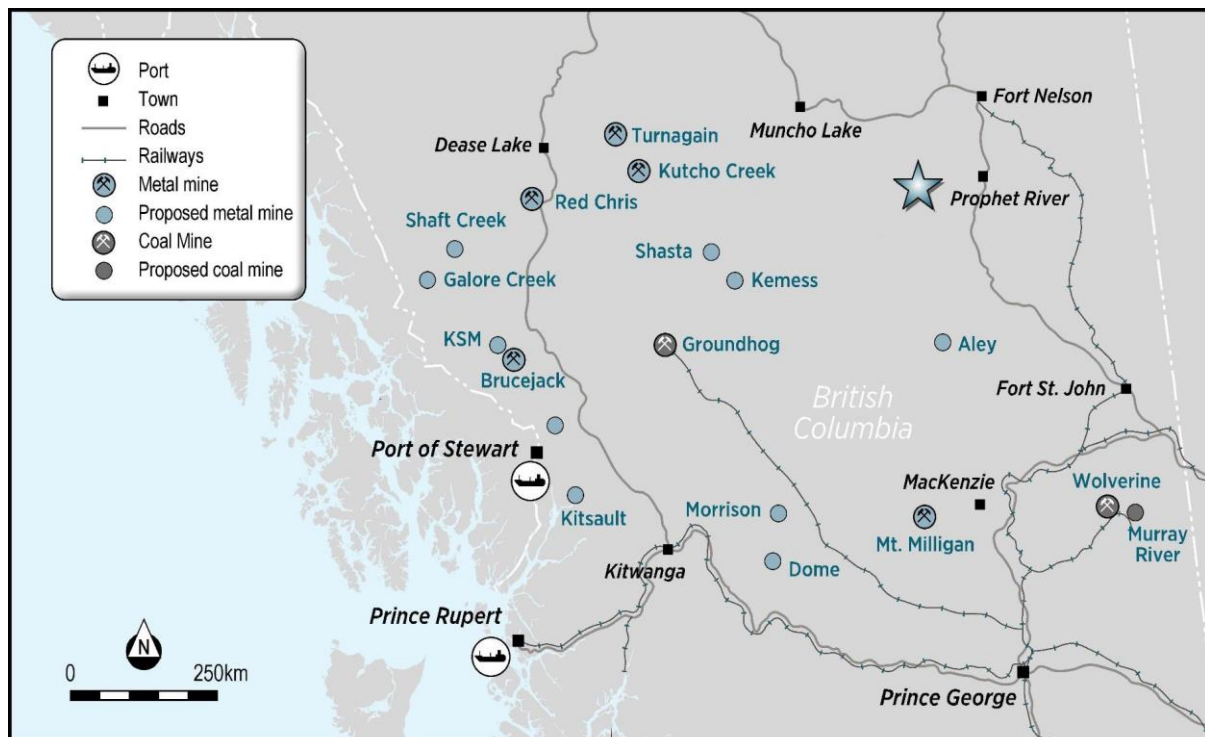 Port
Town
Roads
Railways
Metal mine
Proposed metal mine
Coal Mine
Proposed coal mine
Fort Nelson
Muncho Lake
Dease Lake
Turnagain
Kutcho Creek
Prophet River
Red Chris
Shaft Creek
Galore Creek
Shasta
Kemess
KSM
Brucejack
Groundhog
Aley
Fort St. John
British
Columbia
Port of Stewart
Kitsault
Morrison
MacKenzie
Mt. Milligan
Wolverine
Murray
River
Kitwanga
Dome
Prince Rupert
Prince George
N
0
250km